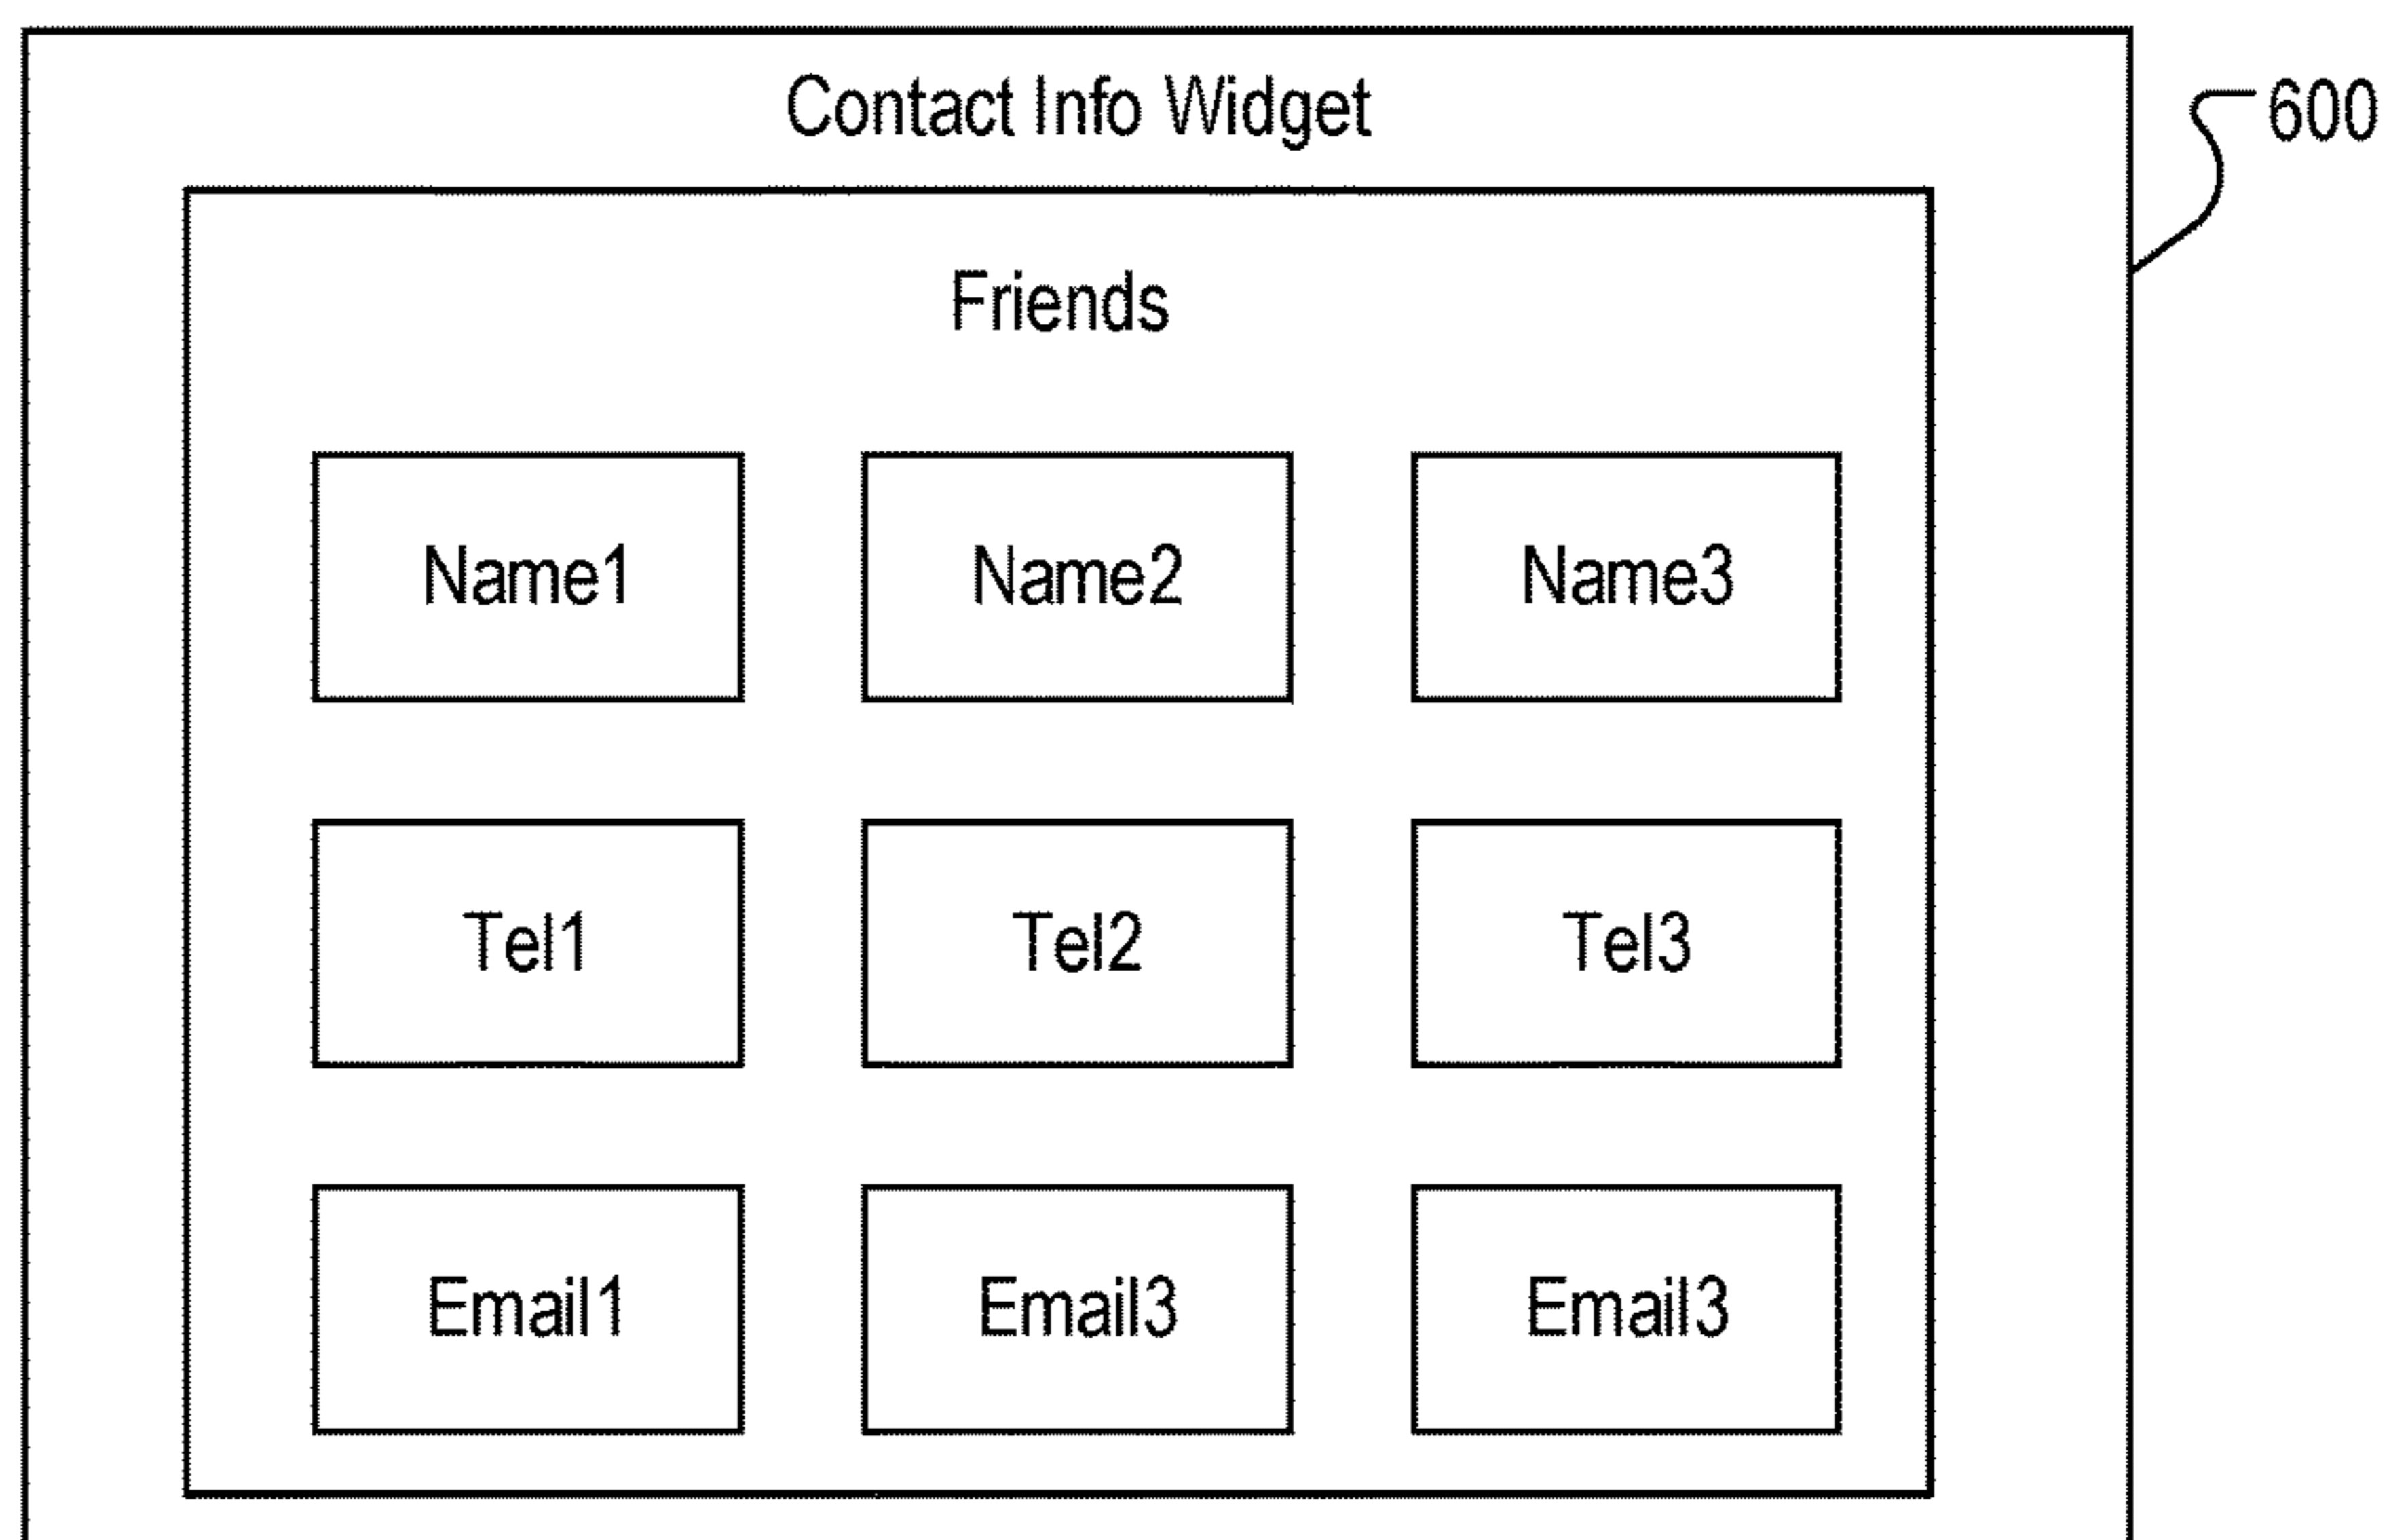 Contact Info Widget
600
Friends
Name1 Name2 Name3
Tel1 Tel2 Tel3
Email1 Email3 Email3